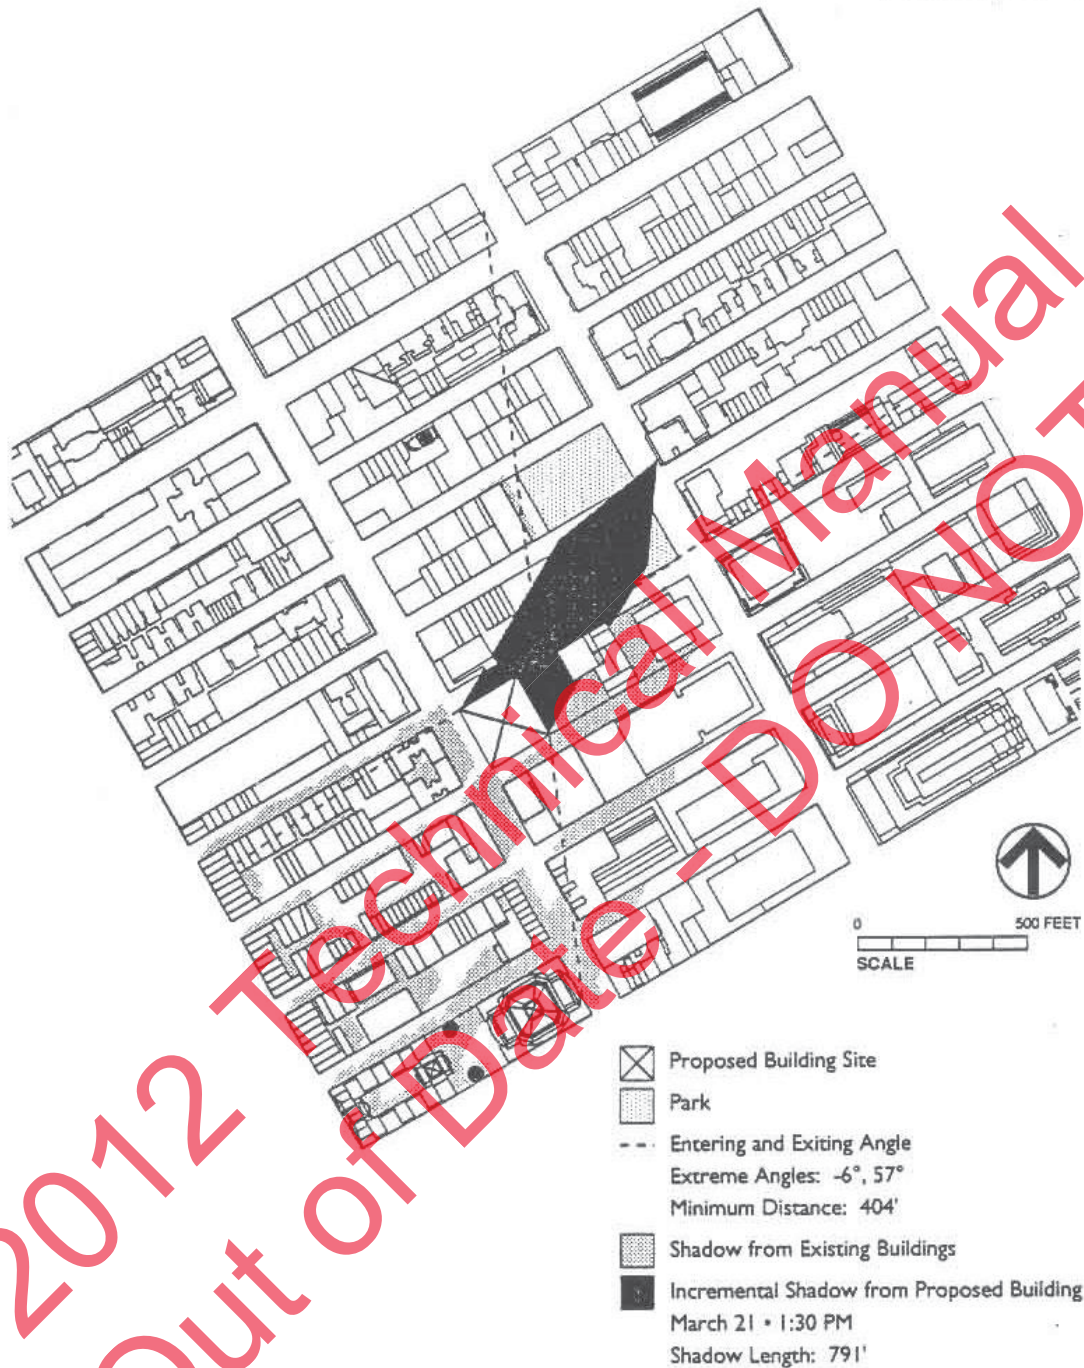 2012 Technical Manual
Out of Date - DO NOT
0 500 FEET
SCALE
Proposed Building Site
Park
Entering and Exiting Angle
Extreme Angles: -6°, 57°
Minimum Distance: 404'
Shadow from Existing Buildings
Incremental Shadow from Proposed Building
March 21 • 1:30 PM
Shadow Length: 791'